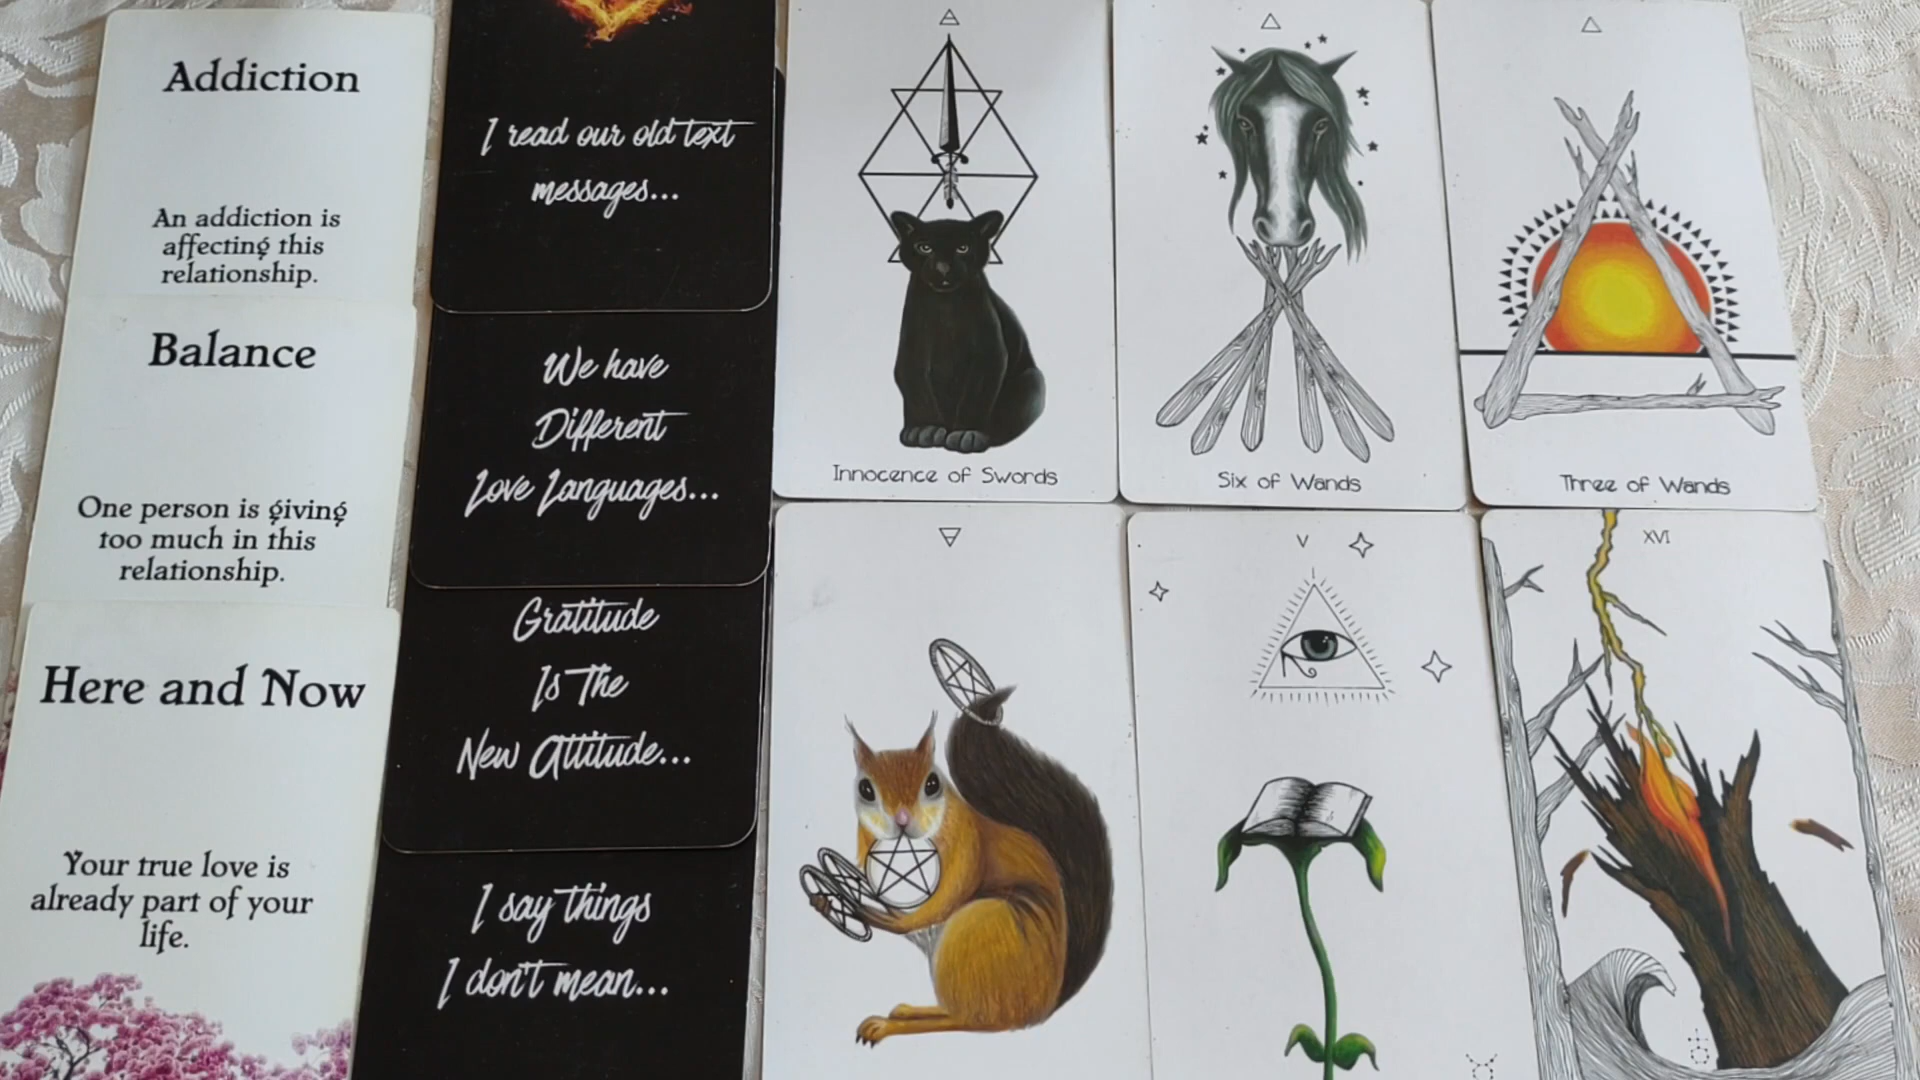 Addiction
An addiction is
affecting this
relationship.
Balance
One person is giving
too much in this
relationship.
Here and Now
Your true love is
already part of your
life.
I read our old text
messages...
We have
Different
Love Languages...
Gratitude
Is The
New Attitude...
I say things
I don't mean...
Innocence of Swords
Six of Wands
Three of Wands
V
XVI